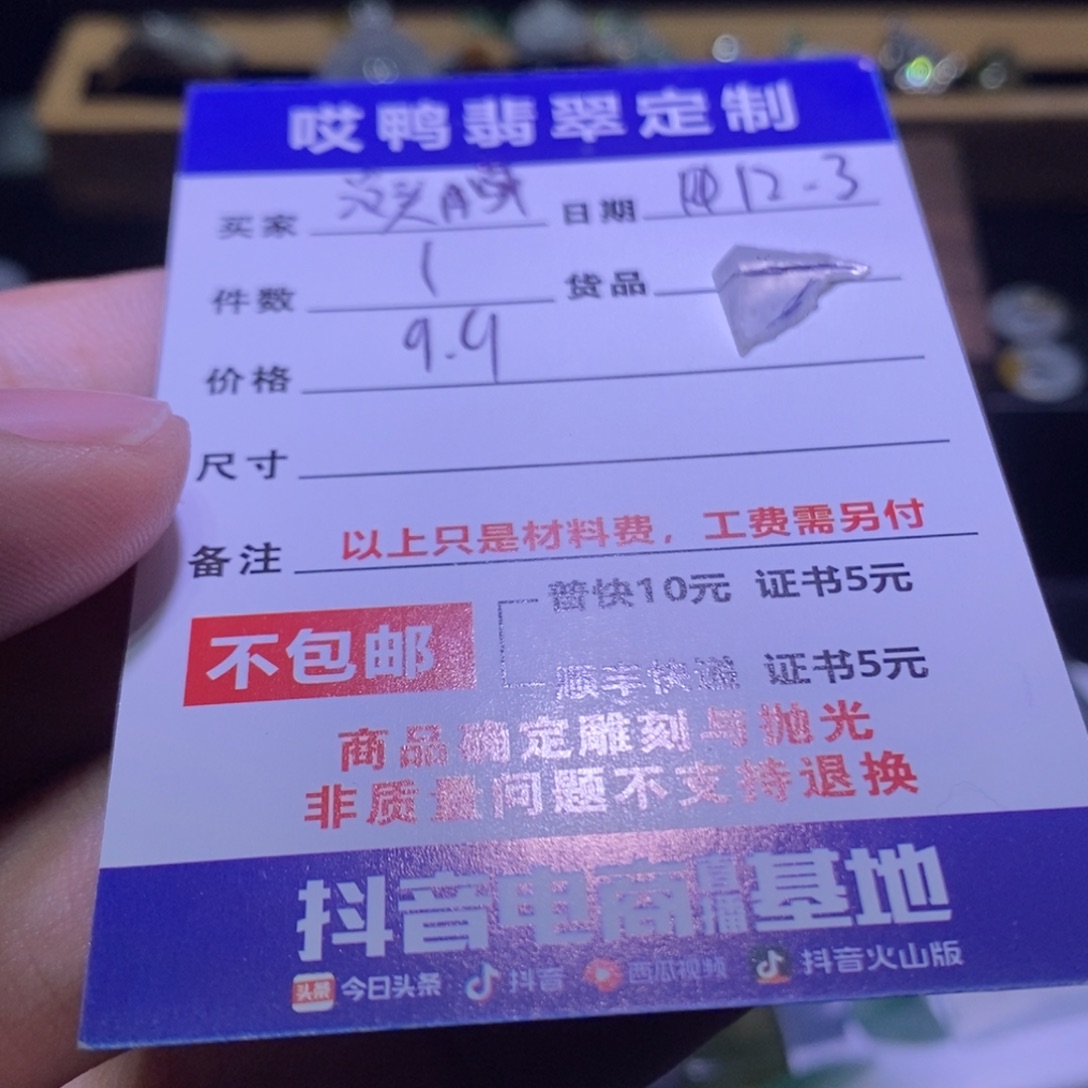 哎鸭翡翠定制
买家 日期 12-3
件数 1 货品
价格 9.9
尺寸
备注 以上只是材料费，工费需另付
不包邮
普快10元 证书5元
顺丰快递 证书5元
商品确定雕刻与抛光
非质量问题不支持退换
抖音电商直播基地
头条 今日头条 抖音 西瓜视频 抖音火山版